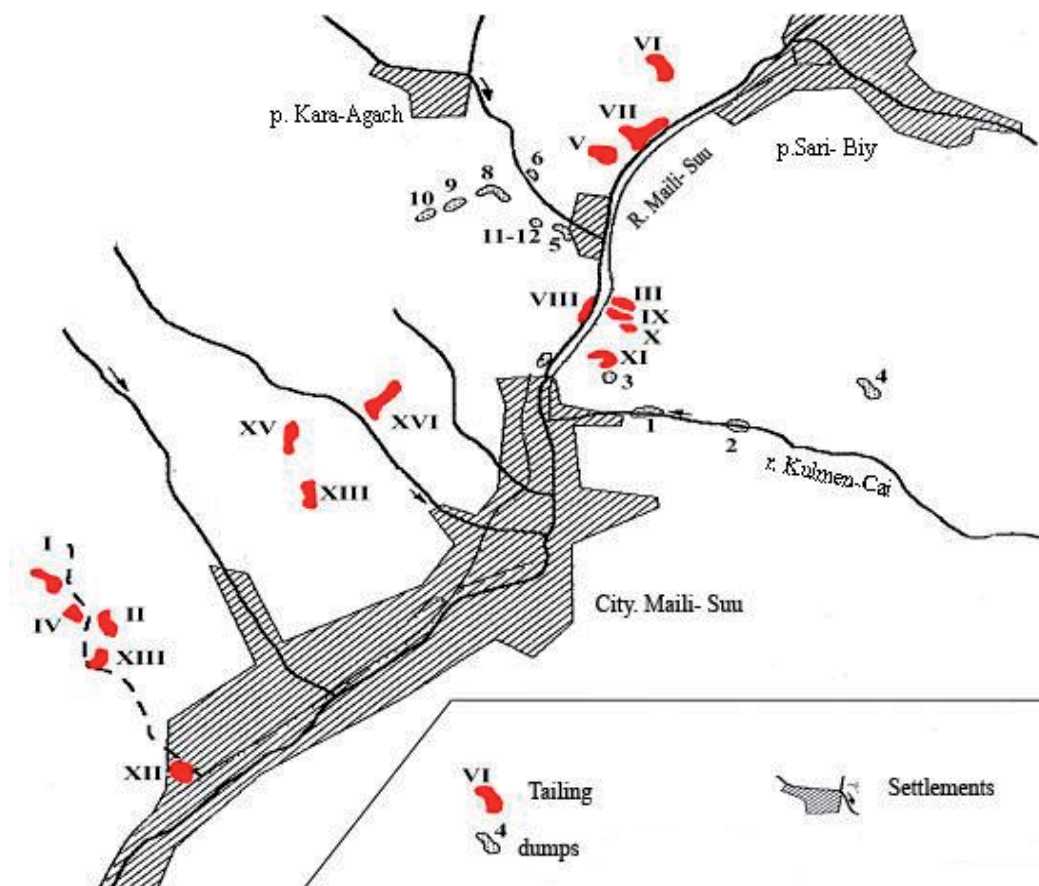 VI
p. Kara-Agach
VII
V
p.Sari- Biy
6
8
9
10
R. Maili- Suu
11-12
5
VIII
III
IX
X
XI
3
4
XVI
XV
1
2
r. Kulmen-Cai
XIII
I
IV
II
XIII
City. Maili- Suu
XII
VI
Tailing
Settlements
4
dumps